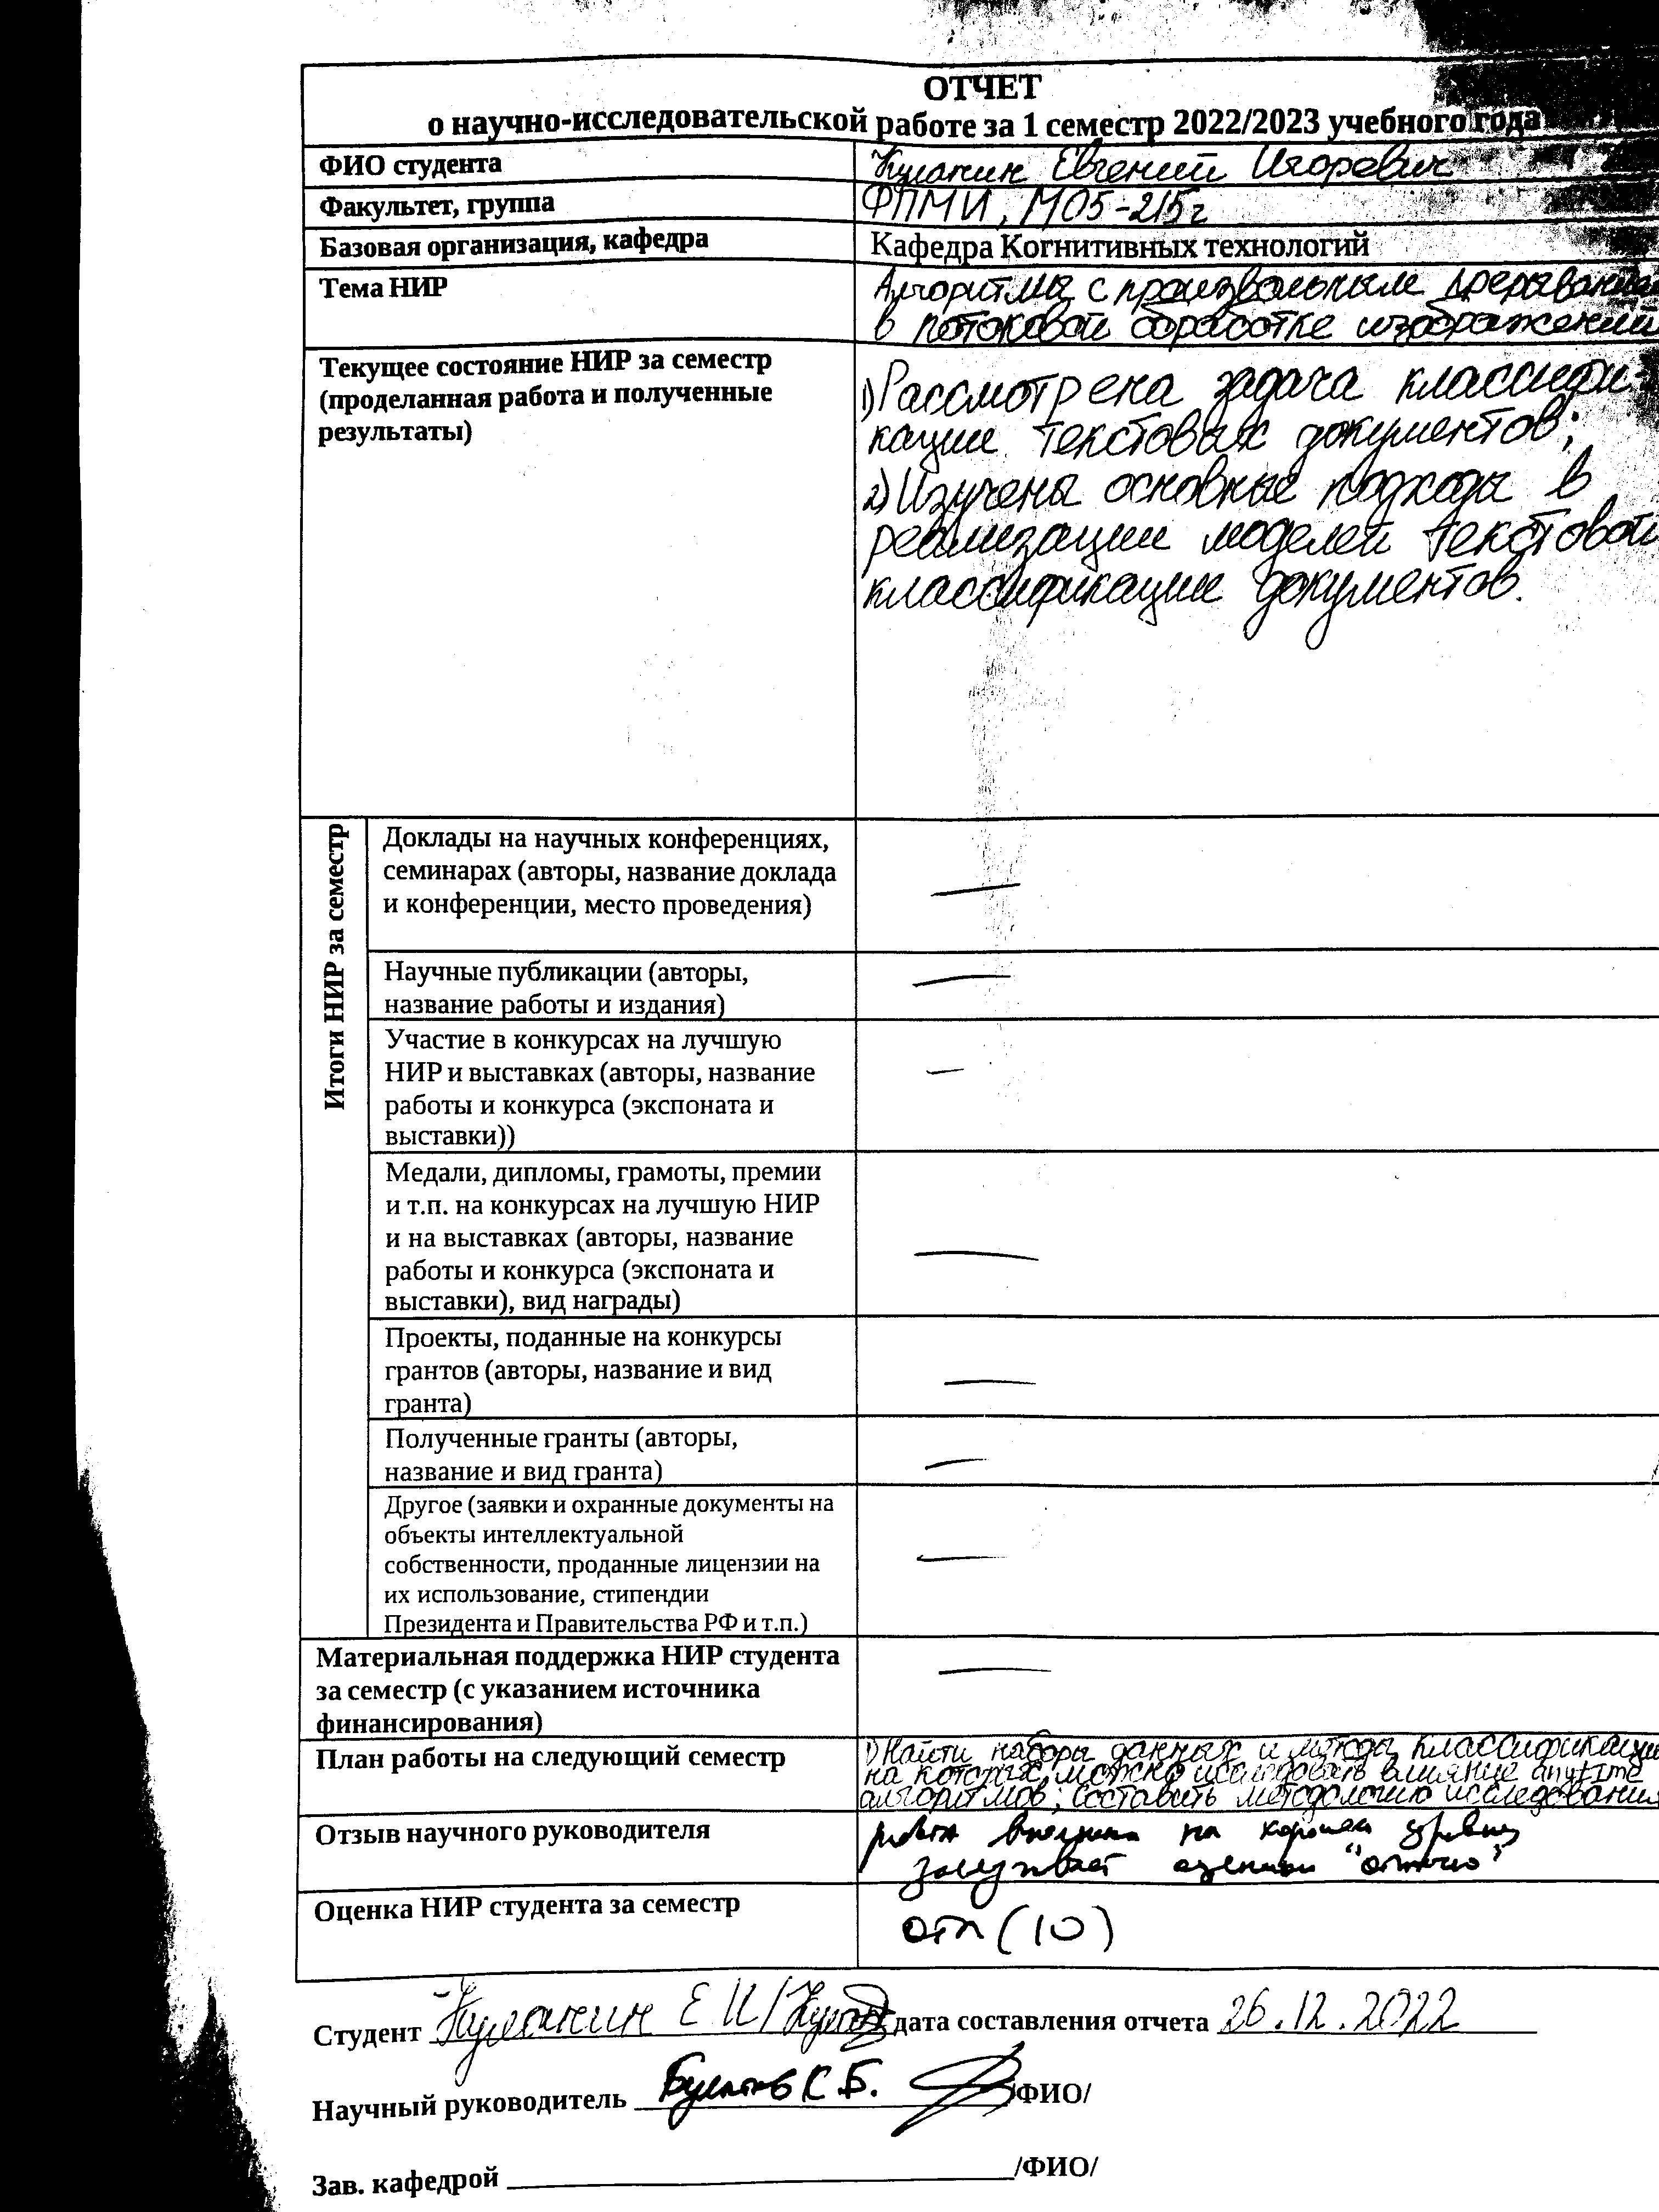 ОТЧЕТ
о научно-исследовательской работе за 1 семестр 2022/2023 учебного года
ФИО студента
Евгений Игоревич
Факультет, группа
ФПМИ, М05-215г
Базовая организация, кафедра
Кафедра Когнитивных технологий
Тема НИР
Алгоритмы с произвольным прерыванием
в потоковой обработке изображений
Текущее состояние НИР за семестр
(проделанная работа и полученные
результаты)
1) Рассмотрена задача классифи-
кации текстовых документов;
2) Изучены основные подходы в
реализации моделей текстовой
классификации документов.
Итоги НИР за семестр
Доклады на научных конференциях,
семинарах (авторы, название доклада
и конференции, место проведения)
—
Научные публикации (авторы,
название работы и издания)
—
Участие в конкурсах на лучшую
НИР и выставках (авторы, название
работы и конкурса (экспоната и
выставки))
—
Медали, дипломы, грамоты, премии
и т.п. на конкурсах на лучшую НИР
и на выставках (авторы, название
работы и конкурса (экспоната и
выставки), вид награды)
—
Проекты, поданные на конкурсы
грантов (авторы, название и вид
гранта)
—
Полученные гранты (авторы,
название и вид гранта)
—
Другое (заявки и охранные документы на
объекты интеллектуальной
собственности, проданные лицензии на
их использование, стипендии
Президента и Правительства РФ и т.п.)
—
Материальная поддержка НИР студента
за семестр (с указанием источника
финансирования)
—
План работы на следующий семестр
1) Найти наборы данных и методы классификации
на которых можно исследовать влияние anytime
алгоритмов; Составить методологию исследования
Отзыв научного руководителя
работа выполнена на хорошем уровне
заслуживает оценки "отлично"
Оценка НИР студента за семестр
отл (10)
Студент Е И / дата составления отчета 26.12.2022
Научный руководитель Булатов К.Б. /ФИО/
Зав. кафедрой /ФИО/